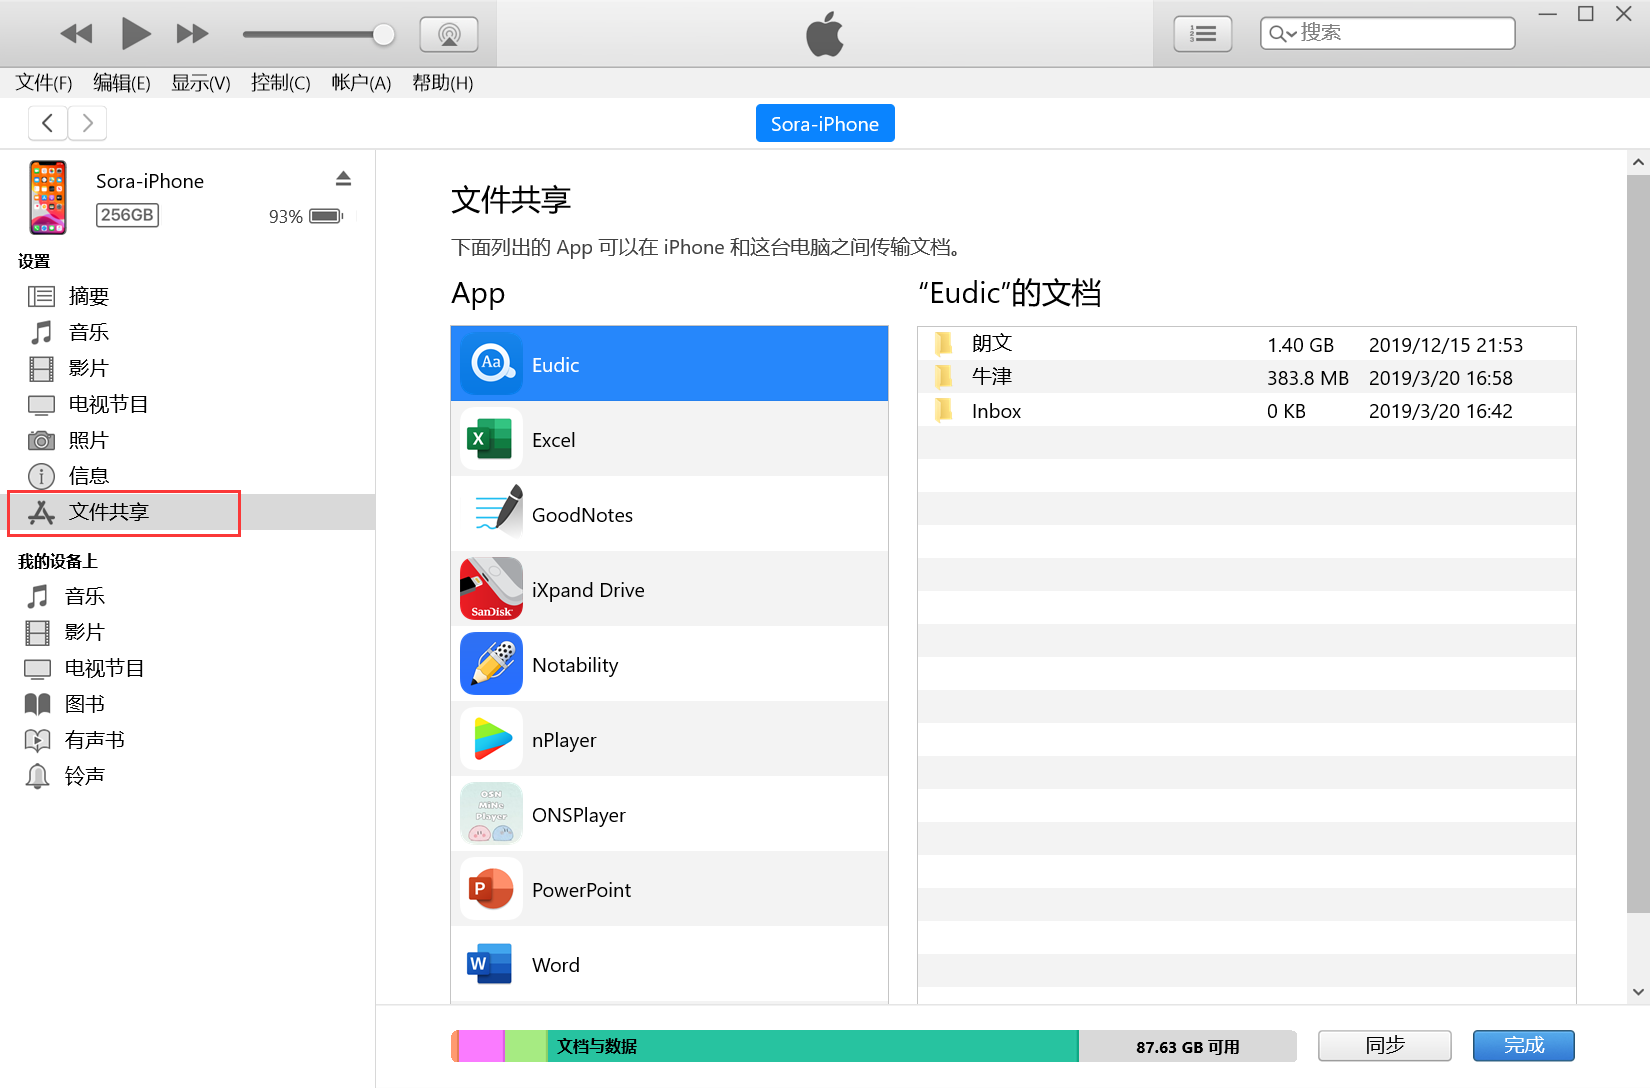 搜索
文件(F) 编辑(E) 显示(V) 控制(C) 帐户(A) 帮助(H)
Sora-iPhone
Sora-iPhone
256GB 93%
设置
摘要
音乐
影片
电视节目
照片
信息
文件共享
我的设备上
音乐
影片
电视节目
图书
有声书
铃声
文件共享
下面列出的 App 可以在 iPhone 和这台电脑之间传输文档。
App
Aa Eudic
X Excel
GoodNotes
SanDisk iXpand Drive
Notability
nPlayer
OSN
MiNe
Player
ONSPlayer
P PowerPoint
W Word
“Eudic”的文档
朗文 1.40 GB 2019/12/15 21:53
牛津 383.8 MB 2019/3/20 16:58
Inbox 0 KB 2019/3/20 16:42
文档与数据 87.63 GB 可用 同步 完成